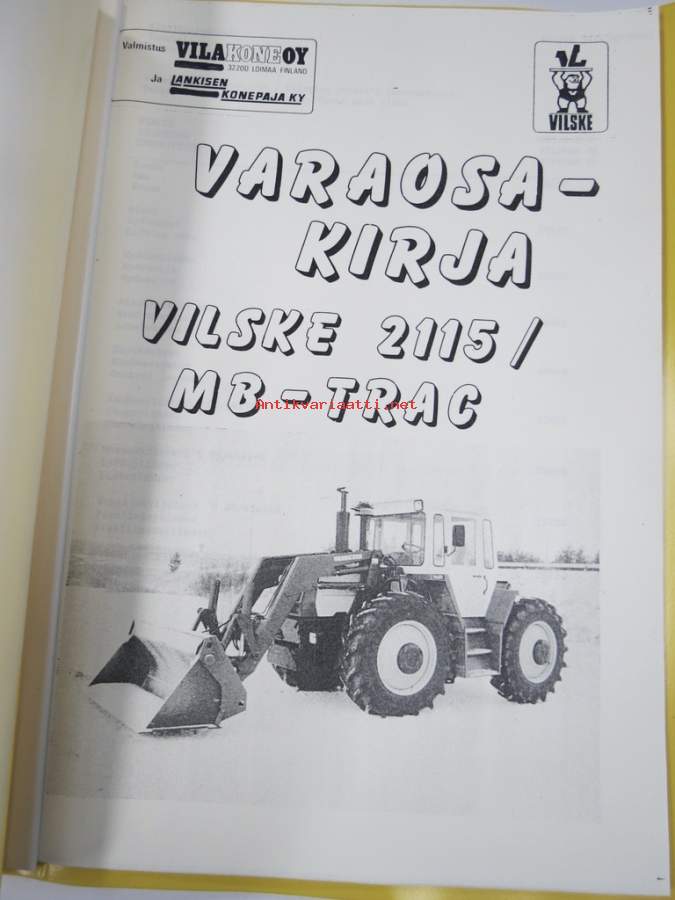 Valmistus VILAKONE OY
32200 LOIMAA FINLAND
Ja LANKISEN
KONEPAJA KY
VILSKE
VARAOSA-
KIRJA
VILSKE 2115/
MB-TRAC
Antikvariaatti.net